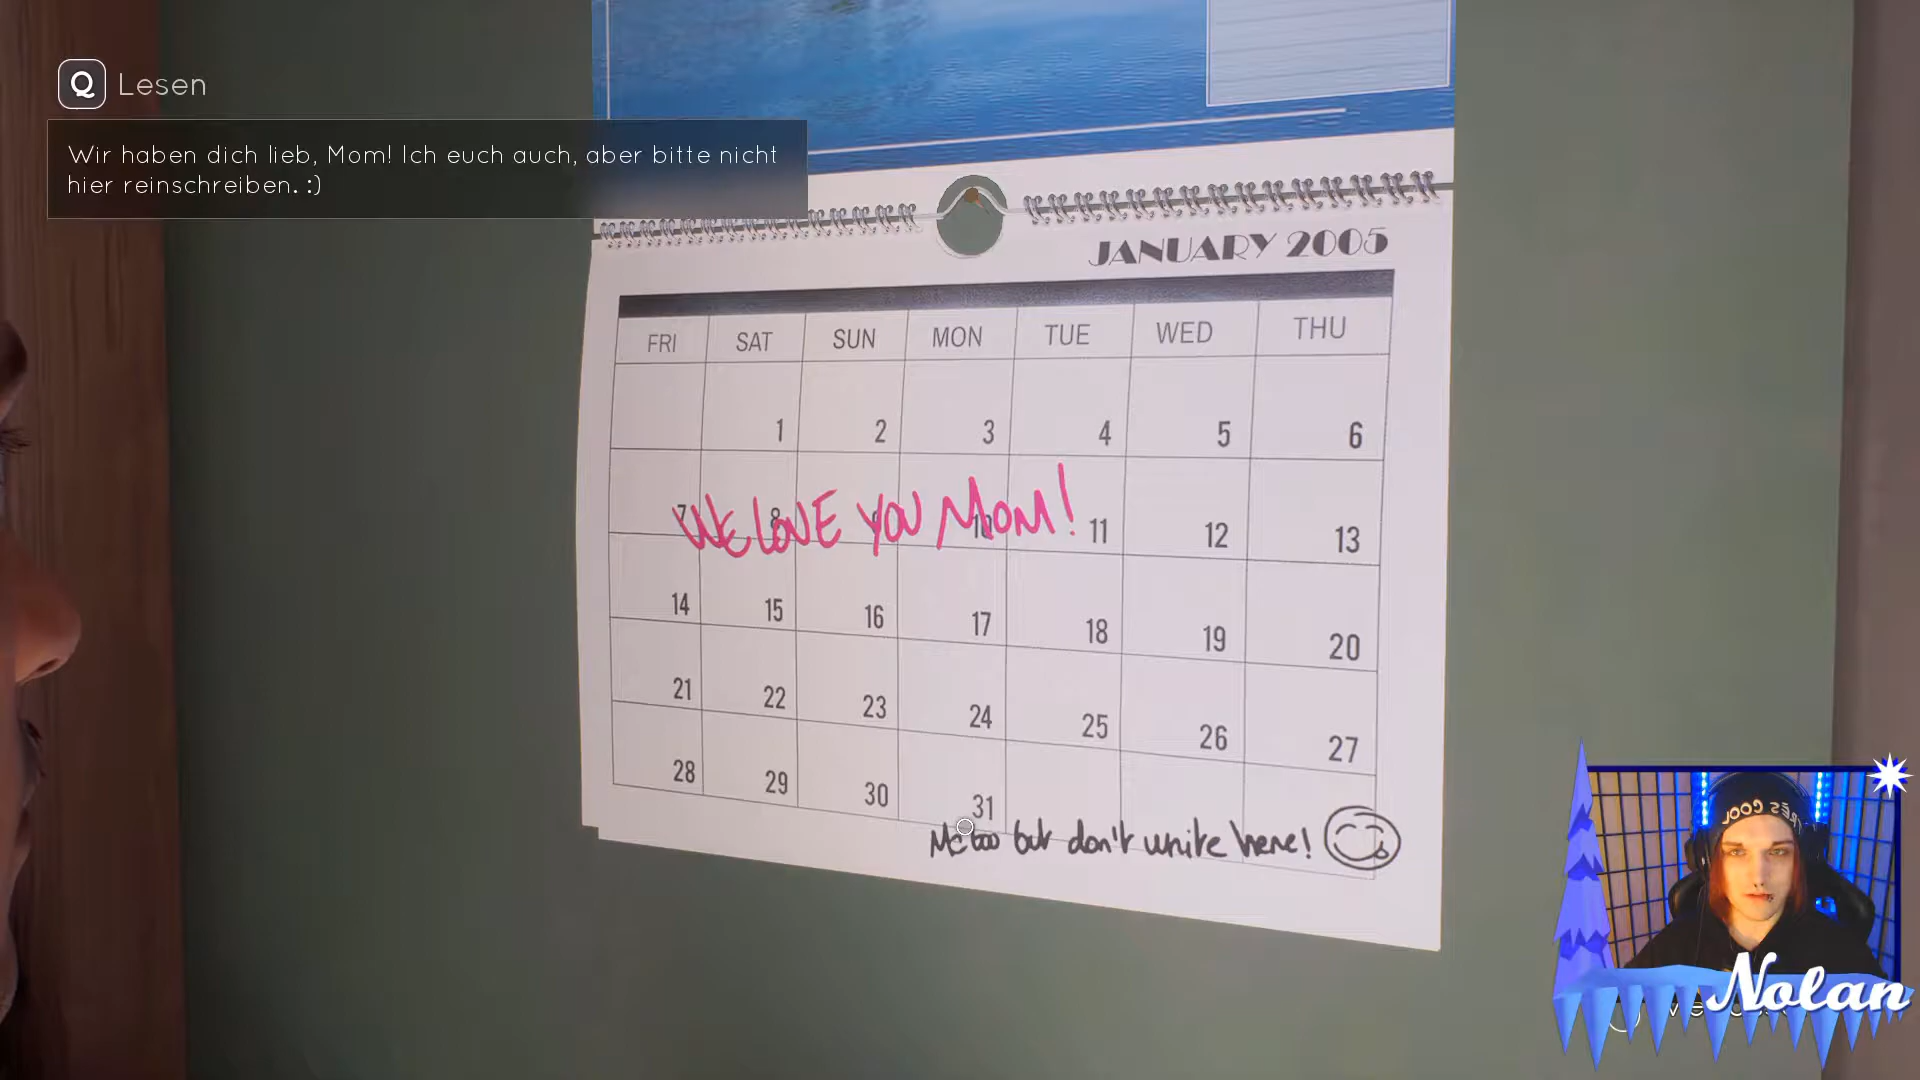 Q Lesen
Wir haben dich lieb, Mom! Ich euch auch, aber bitte nicht
hier reinschreiben. :)
JANUARY 2005
FRI SAT SUN MON TUE WED THU
1 2 3 4 5 6
7 8 10 11 12 13
WE LOVE YOU MOM!
14 15 16 17 18 19 20
21 22 23 24 25 26 27
28 29 30 31
Me too but don't write here!
TRÈS COOL
Nolan